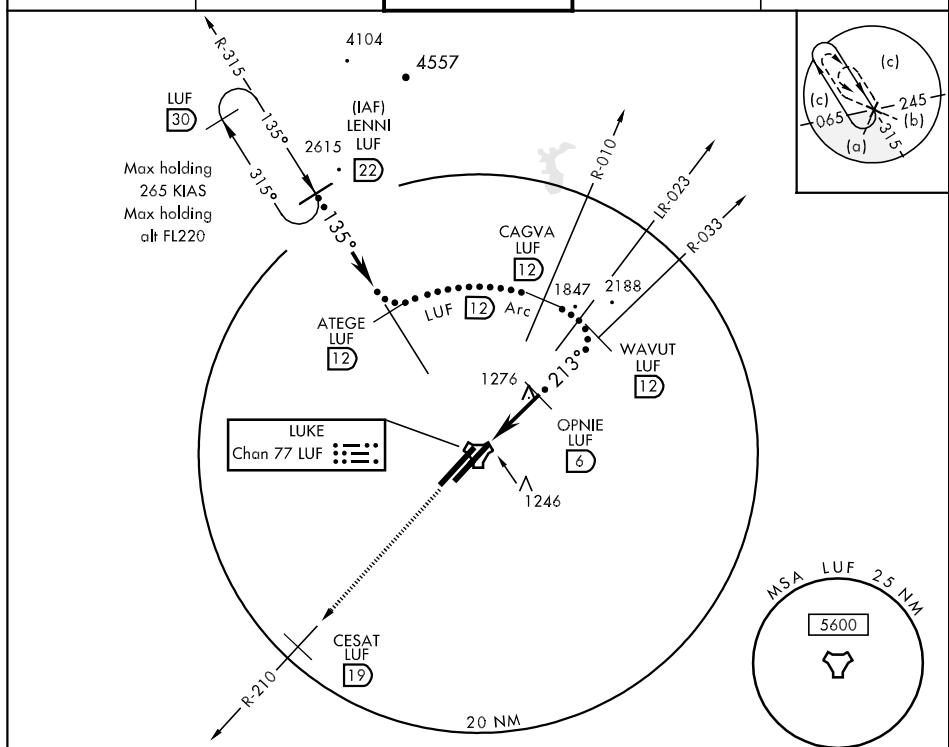 R-315
4104
4557
LUF
30
135°
315°
(IAF)
LENNI
LUF
22
2615
Max holding
265 KIAS
Max holding
alt FL220
135°
R-010
LR-023
R-033
CAGVA
LUF
12
1847
2188
ATEGE
LUF
12
LUF 12 Arc
WAVUT
LUF
12
213°
1276
OPNIE
LUF
6
LUKE
Chan 77 LUF
1246
CESAT
LUF
19
R-210
20 NM
(c)
(c)
245
065
(b)
(a)
315
MSA LUF 25 NM
5600